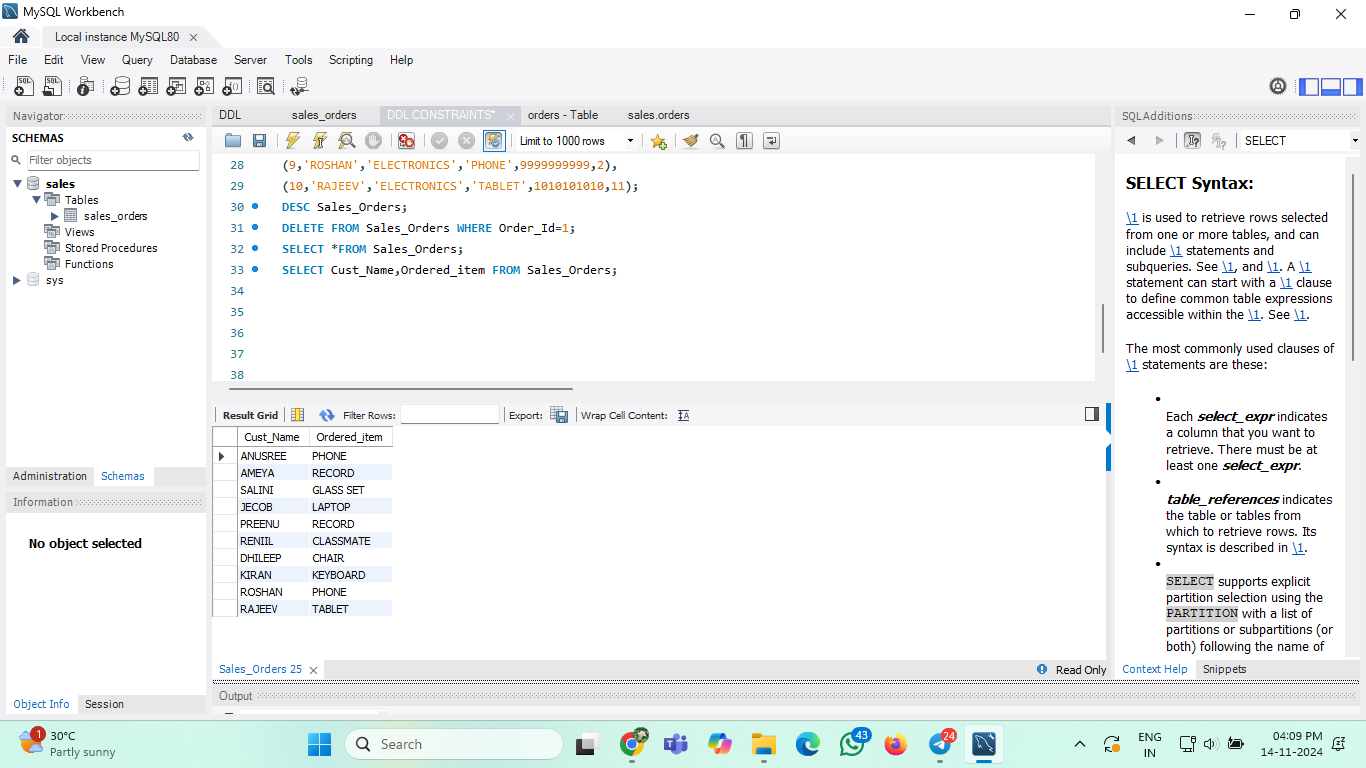 MySQL Workbench
Local instance MySQL80
File Edit View Query Database Server Tools Scripting Help
Navigator
SCHEMAS
Filter objects
sales
Tables
sales_orders
Views
Stored Procedures
Functions
sys
Administration Schemas
Information
No object selected
Object Info Session
DDL sales_orders DDL CONSTRAINTS* orders - Table sales.orders
Limit to 1000 rows
28 (9,'ROSHAN','ELECTRONICS','PHONE',9999999999,2),
29 (10,'RAJEEV','ELECTRONICS','TABLET',1010101010,11);
30 DESC Sales_Orders;
31 DELETE FROM Sales_Orders WHERE Order_Id=1;
32 SELECT *FROM Sales_Orders;
33 SELECT Cust_Name,Ordered_item FROM Sales_Orders;
34
35
36
37
38
Result Grid Filter Rows: Export: Wrap Cell Content:
Cust_Name Ordered_item
ANUSREE PHONE
AMEYA RECORD
SALINI GLASS SET
JECOB LAPTOP
PREENU RECORD
RENIIL CLASSMATE
DHILEEP CHAIR
KIRAN KEYBOARD
ROSHAN PHONE
RAJEEV TABLET
Sales_Orders 25 Read Only
Output
SQLAdditions
SELECT
SELECT Syntax:
\1 is used to retrieve rows selected
from one or more tables, and can
include \1 statements and
subqueries. See \1, and \1. A \1
statement can start with a \1 clause
to define common table expressions
accessible within the \1. See \1.
The most commonly used clauses of
\1 statements are these:
•
Each select_expr indicates
a column that you want to
retrieve. There must be at
least one select_expr.
•
table_references indicates
the table or tables from
which to retrieve rows. Its
syntax is described in \1.
•
SELECT supports explicit
partition selection using the
PARTITION with a list of
partitions or subpartitions (or
both) following the name of
Context Help Snippets
1
30°C
Partly sunny
Search
43
24
ENG
IN
04:09 PM
14-11-2024